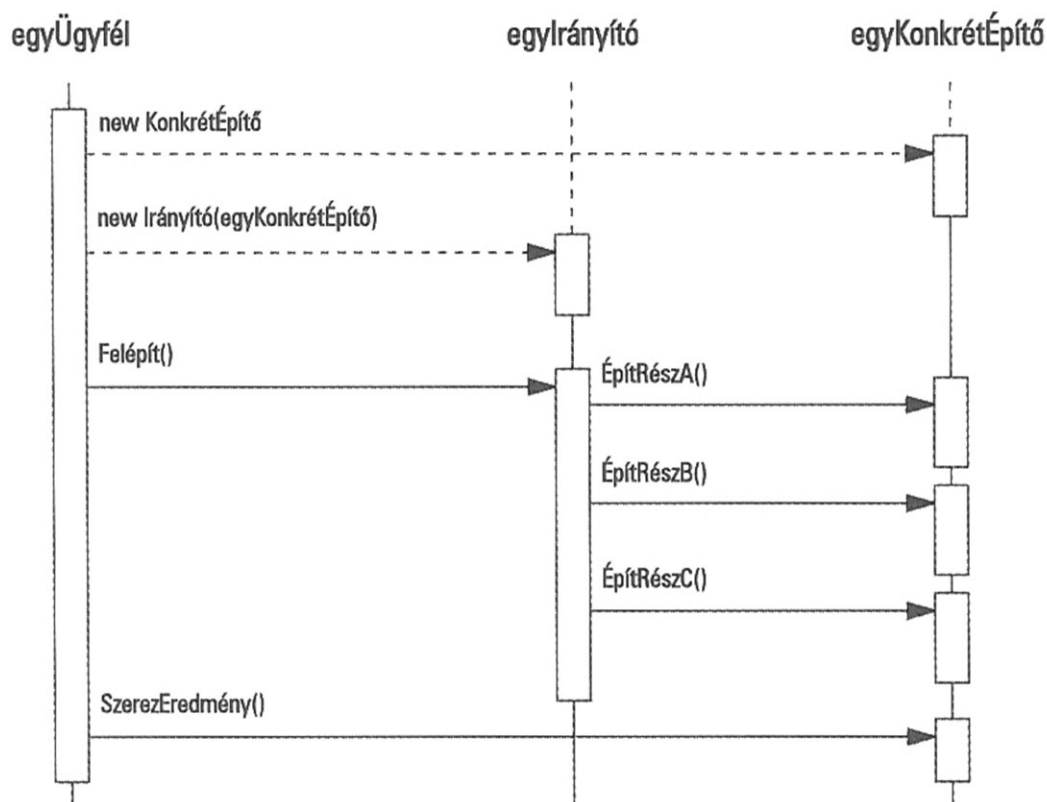 egyÜgyfél
egyIrányító
egyKonkrétÉpítő
new KonkrétÉpítő
new Irányító(egyKonkrétÉpítő)
Felépít()
ÉpítRészA()
ÉpítRészB()
ÉpítRészC()
SzerezEredmény()